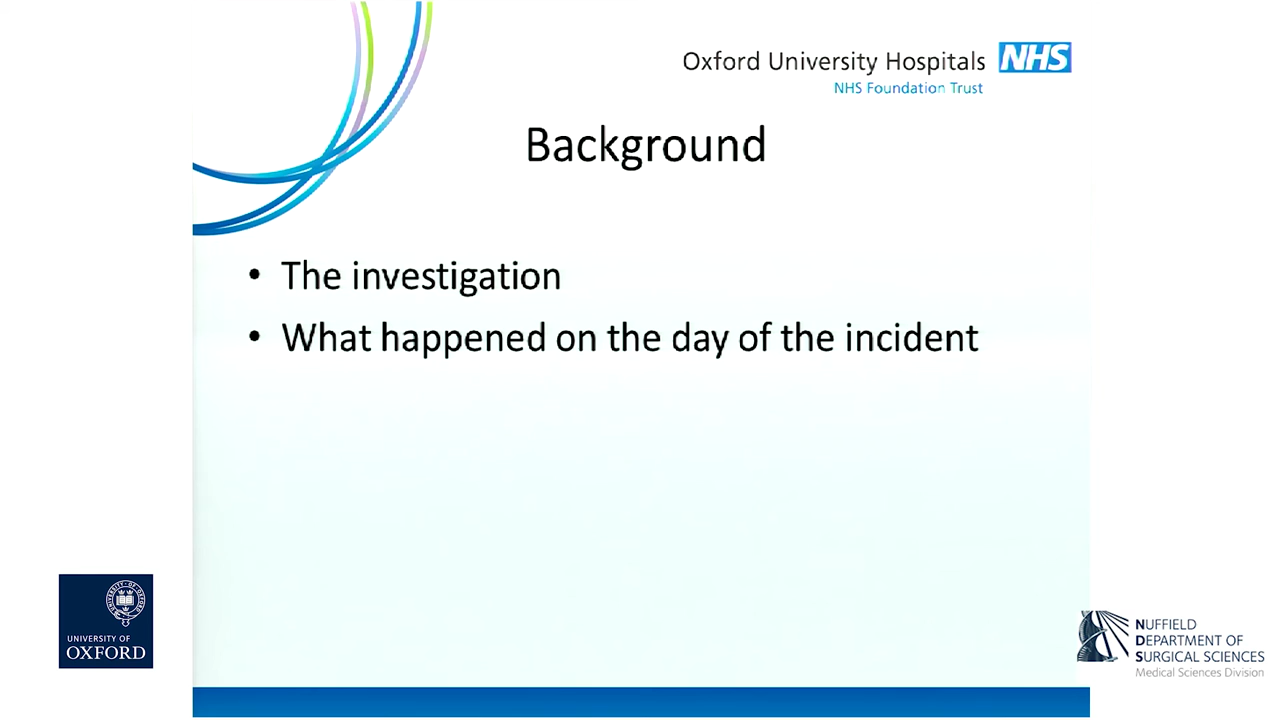 Oxford University Hospitals NHS
NHS Foundation Trust
Background
• The investigation
• What happened on the day of the incident
UNIVERSITY OF
OXFORD
NUFFIELD
DEPARTMENT OF
SURGICAL SCIENCES
Medical Sciences Division